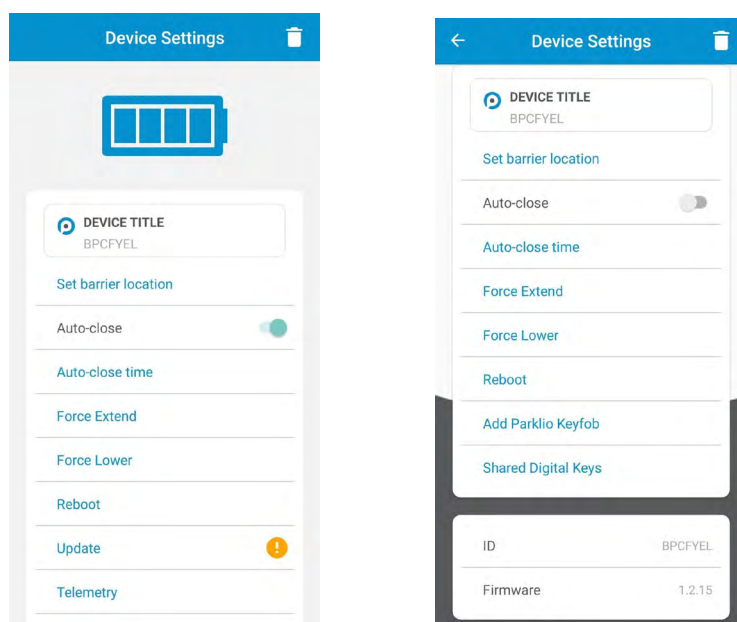 Device Settings
DEVICE TITLE
BPCFYEL
Set barrier location
Auto-close
Auto-close time
Force Extend
Force Lower
Reboot
Update
Telemetry
Device Settings
DEVICE TITLE
BPCFYEL
Set barrier location
Auto-close
Auto-close time
Force Extend
Force Lower
Reboot
Add Parklio Keyfob
Shared Digital Keys
ID BPCFYEL
Firmware 1.2.15